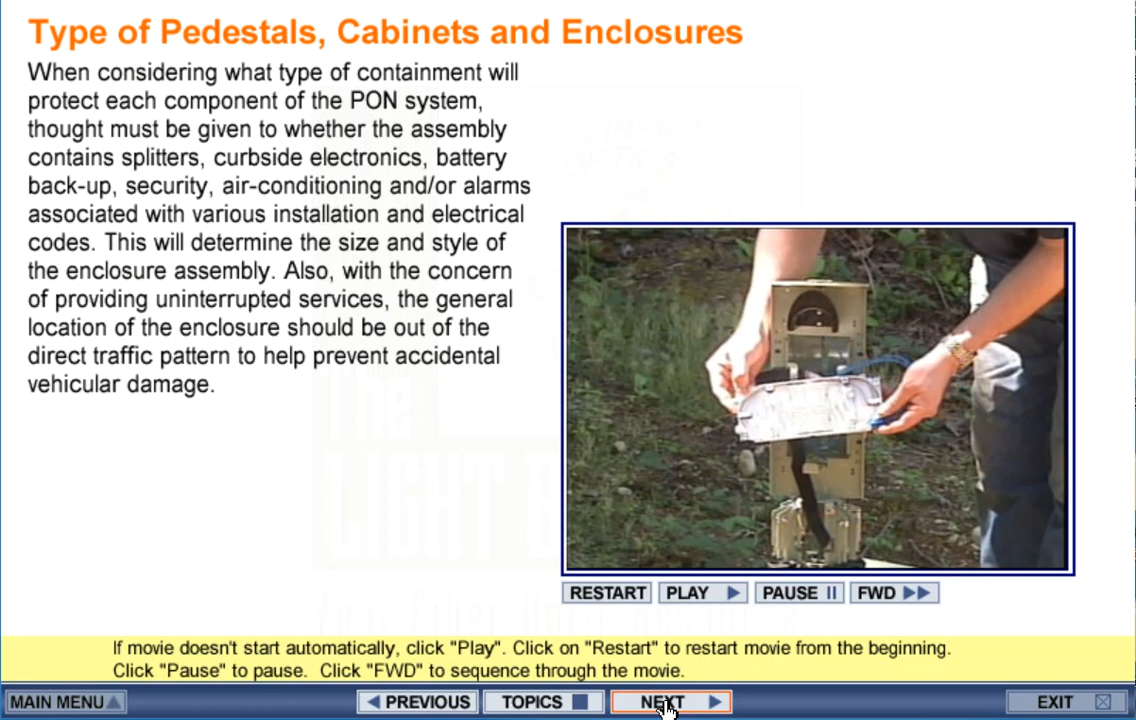 Type of Pedestals, Cabinets and Enclosures
When considering what type of containment will
protect each component of the PON system,
thought must be given to whether the assembly
contains splitters, curbside electronics, battery
back-up, security, air-conditioning and/or alarms
associated with various installation and electrical
codes. This will determine the size and style of
the enclosure assembly. Also, with the concern
of providing uninterrupted services, the general
location of the enclosure should be out of the
direct traffic pattern to help prevent accidental
vehicular damage.
RESTART PLAY PAUSE FWD
If movie doesn't start automatically, click "Play". Click on "Restart" to restart movie from the beginning.
Click "Pause" to pause. Click "FWD" to sequence through the movie.
MAIN MENU PREVIOUS TOPICS NEXT EXIT